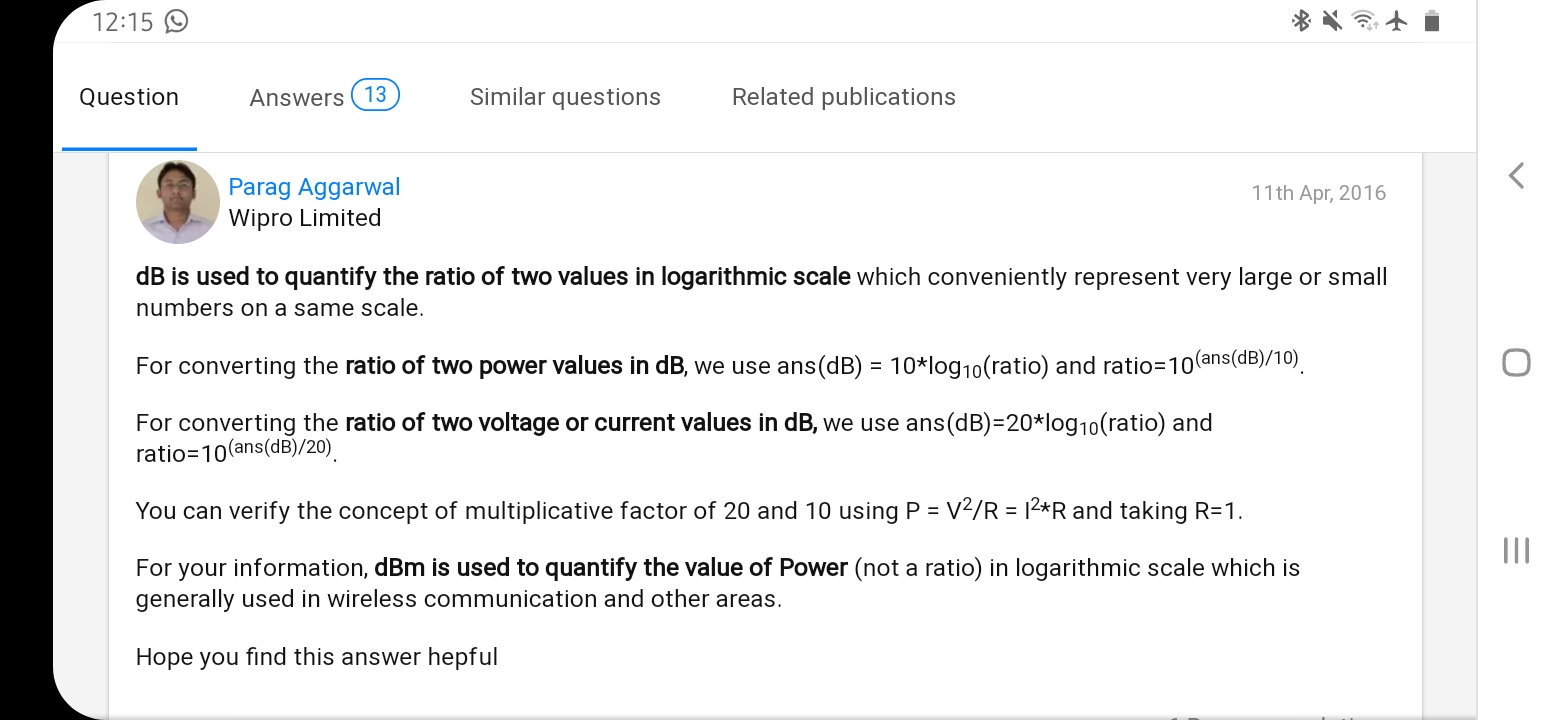 12:15
Question Answers 13 Similar questions Related publications
Parag Aggarwal
Wipro Limited
11th Apr, 2016
dB is used to quantify the ratio of two values in logarithmic scale which conveniently represent very large or small
numbers on a same scale.
For converting the ratio of two power values in dB, we use ans(dB) = 10*log₁₀(ratio) and ratio=10^(ans(dB)/10).
For converting the ratio of two voltage or current values in dB, we use ans(dB)=20*log₁₀(ratio) and
ratio=10^(ans(dB)/20).
You can verify the concept of multiplicative factor of 20 and 10 using P = V²/R = I²*R and taking R=1.
For your information, dBm is used to quantify the value of Power (not a ratio) in logarithmic scale which is
generally used in wireless communication and other areas.
Hope you find this answer hepful